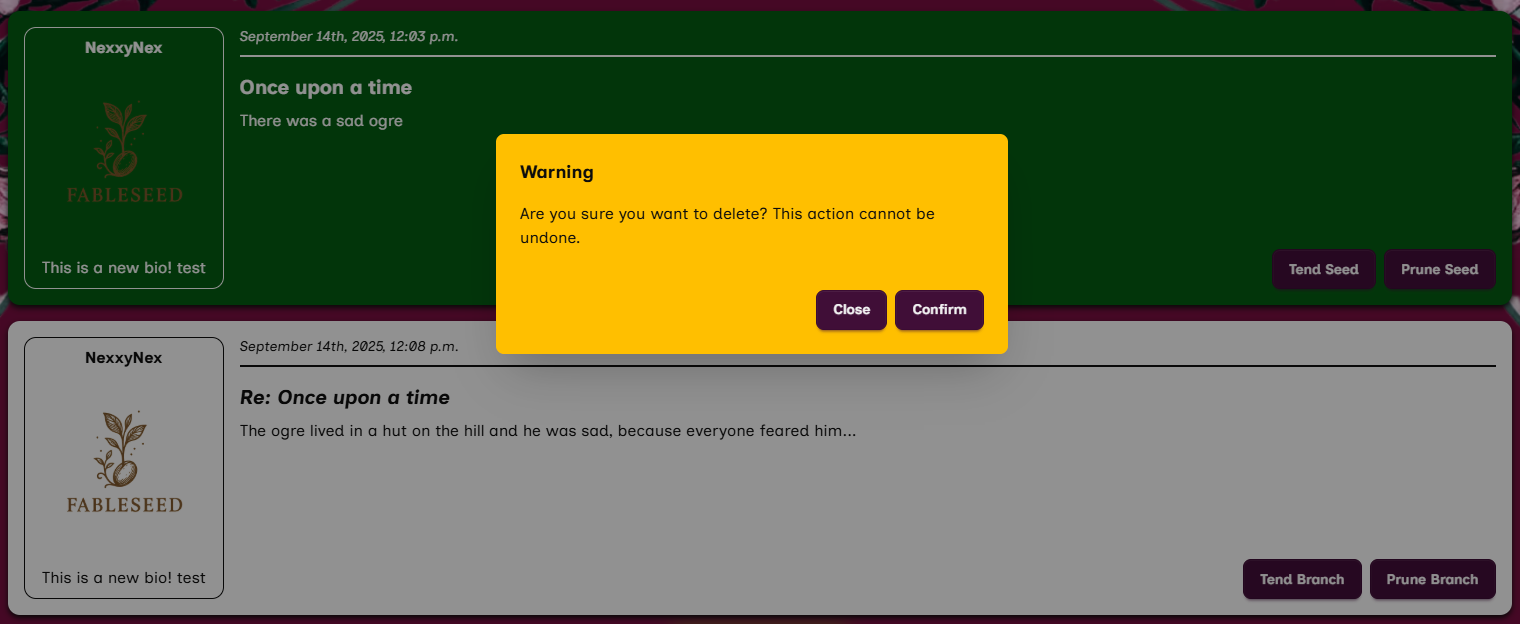 NexxyNex
September 14th, 2025, 12:03 p.m.
Once upon a time
There was a sad ogre
FABLESEED
This is a new bio! test
Tend Seed
Prune Seed
Warning
Are you sure you want to delete? This action cannot be
undone.
Close
Confirm
NexxyNex
September 14th, 2025, 12:08 p.m.
Re: Once upon a time
The ogre lived in a hut on the hill and he was sad, because everyone feared him...
FABLESEED
This is a new bio! test
Tend Branch
Prune Branch